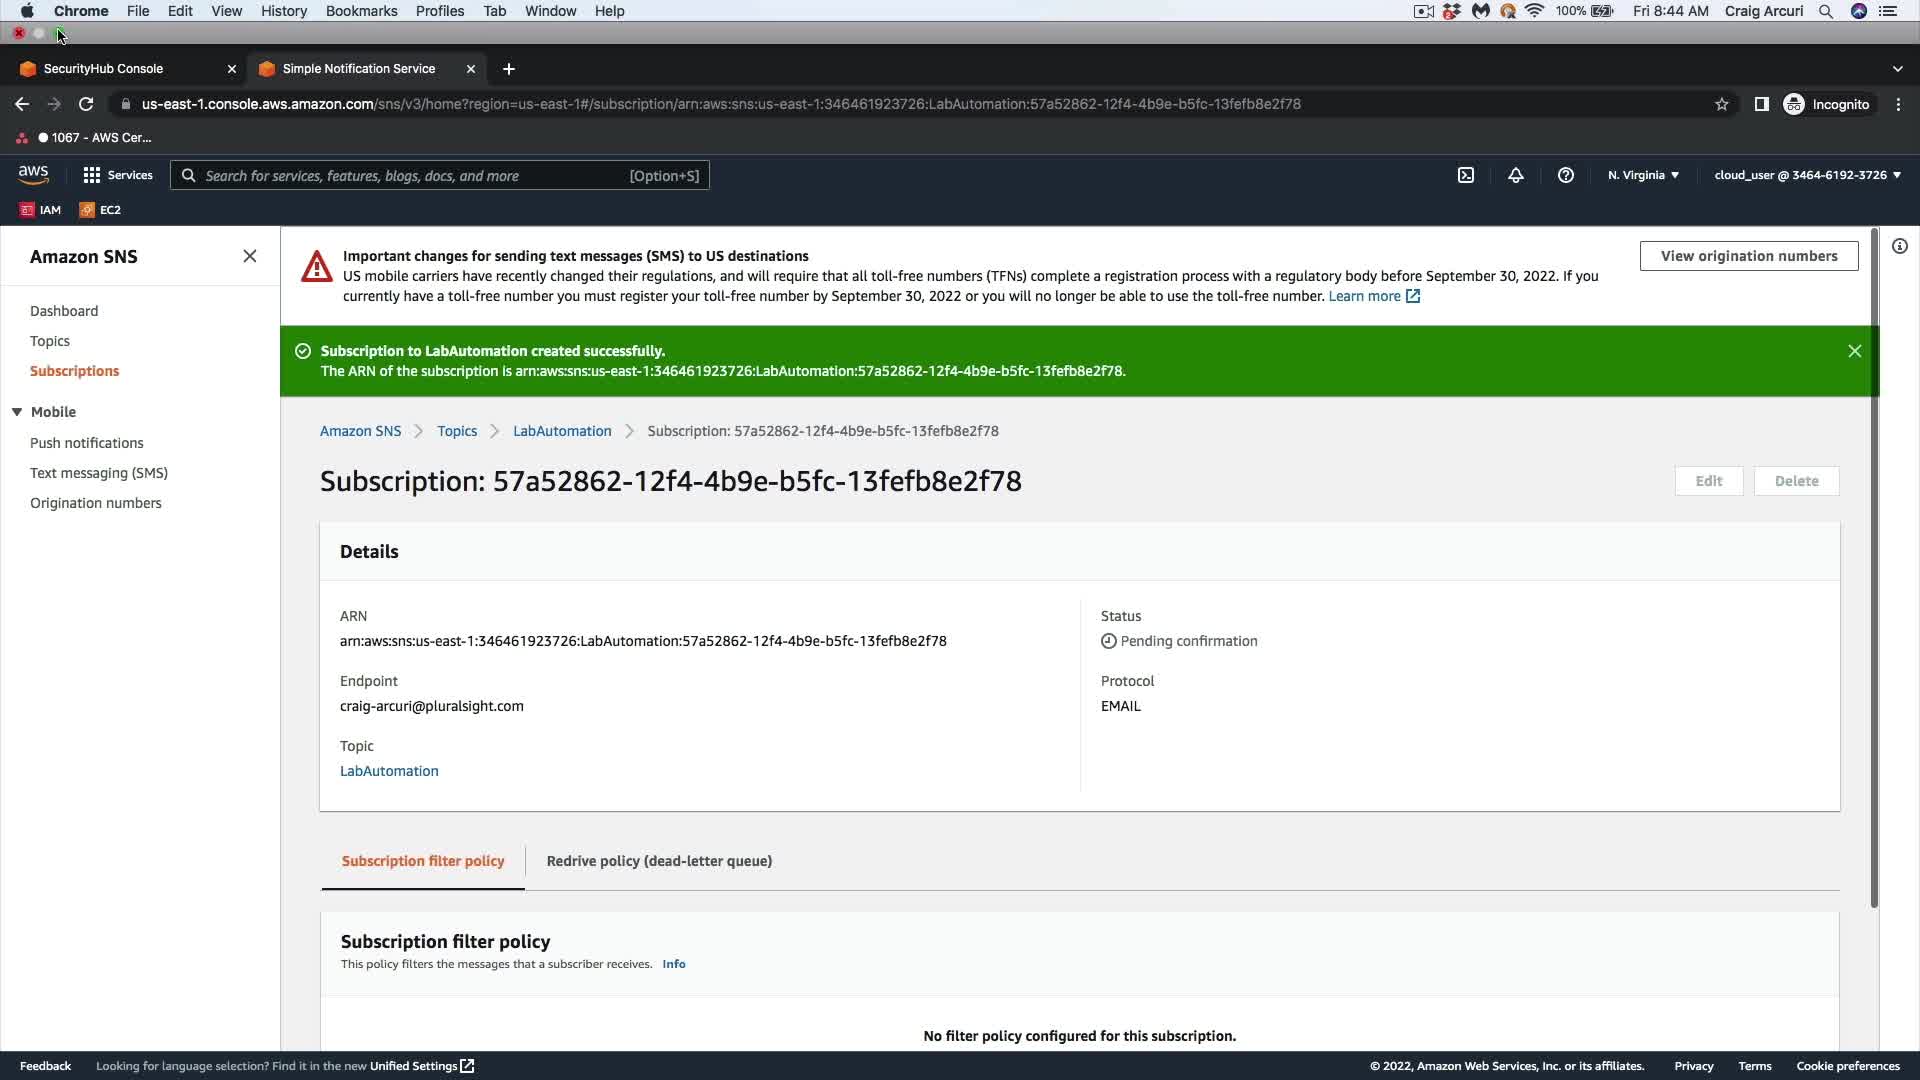 Chrome File Edit View History Bookmarks Profiles Tab Window Help
100% Fri 8:44 AM Craig Arcuri
SecurityHub Console
Simple Notification Service
us-east-1.console.aws.amazon.com/sns/v3/home?region=us-east-1#/subscription/arn:aws:sns:us-east-1:346461923726:LabAutomation:57a52862-12f4-4b9e-b5fc-13fefb8e2f78
Incognito
1067 - AWS Cer...
aws
Services
Search for services, features, blogs, docs, and more [Option+S]
N. Virginia
cloud_user @ 3464-6192-3726
IAM
EC2
Amazon SNS
Dashboard
Topics
Subscriptions
Mobile
Push notifications
Text messaging (SMS)
Origination numbers
Important changes for sending text messages (SMS) to US destinations
US mobile carriers have recently changed their regulations, and will require that all toll-free numbers (TFNs) complete a registration process with a regulatory body before September 30, 2022. If you
currently have a toll-free number you must register your toll-free number by September 30, 2022 or you will no longer be able to use the toll-free number. Learn more
View origination numbers
Subscription to LabAutomation created successfully.
The ARN of the subscription is arn:aws:sns:us-east-1:346461923726:LabAutomation:57a52862-12f4-4b9e-b5fc-13fefb8e2f78.
Amazon SNS Topics LabAutomation Subscription: 57a52862-12f4-4b9e-b5fc-13fefb8e2f78
Subscription: 57a52862-12f4-4b9e-b5fc-13fefb8e2f78
Edit
Delete
Details
ARN
arn:aws:sns:us-east-1:346461923726:LabAutomation:57a52862-12f4-4b9e-b5fc-13fefb8e2f78
Endpoint
craig-arcuri@pluralsight.com
Topic
LabAutomation
Status
Pending confirmation
Protocol
EMAIL
Subscription filter policy
Redrive policy (dead-letter queue)
Subscription filter policy
This policy filters the messages that a subscriber receives. Info
No filter policy configured for this subscription.
Feedback
Looking for language selection? Find it in the new Unified Settings
© 2022, Amazon Web Services, Inc. or its affiliates.
Privacy
Terms
Cookie preferences